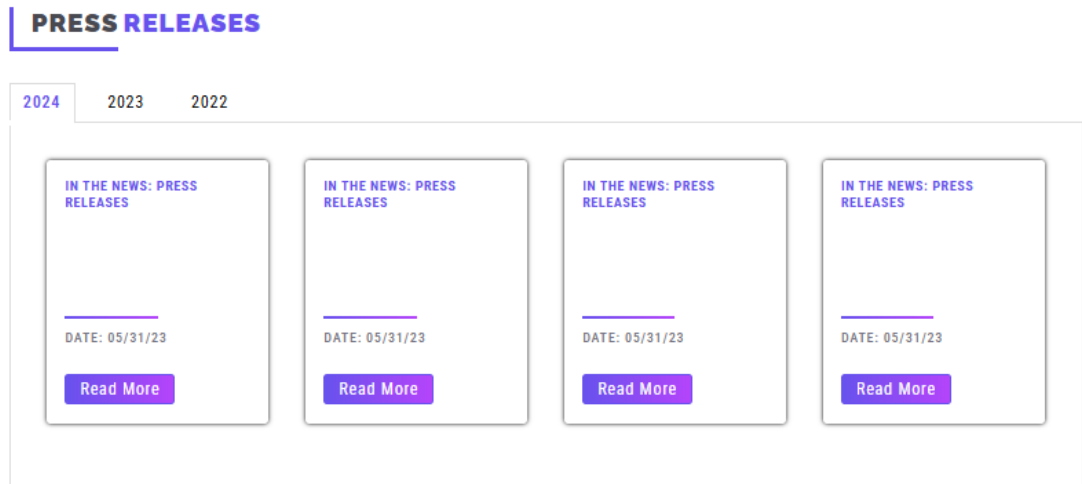 PRESS RELEASES
2024 2023 2022
IN THE NEWS: PRESS
RELEASES
DATE: 05/31/23
Read More
IN THE NEWS: PRESS
RELEASES
DATE: 05/31/23
Read More
IN THE NEWS: PRESS
RELEASES
DATE: 05/31/23
Read More
IN THE NEWS: PRESS
RELEASES
DATE: 05/31/23
Read More